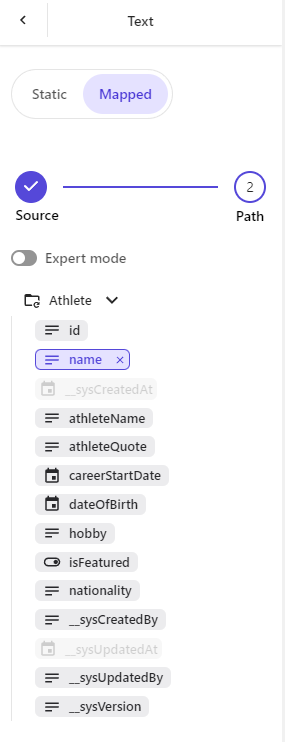 Text
Static Mapped
2
Source Path
Expert mode
Athlete
id
name
__sysCreatedAt
athleteName
athleteQuote
careerStartDate
dateOfBirth
hobby
isFeatured
nationality
__sysCreatedBy
__sysUpdatedAt
__sysUpdatedBy
__sysVersion